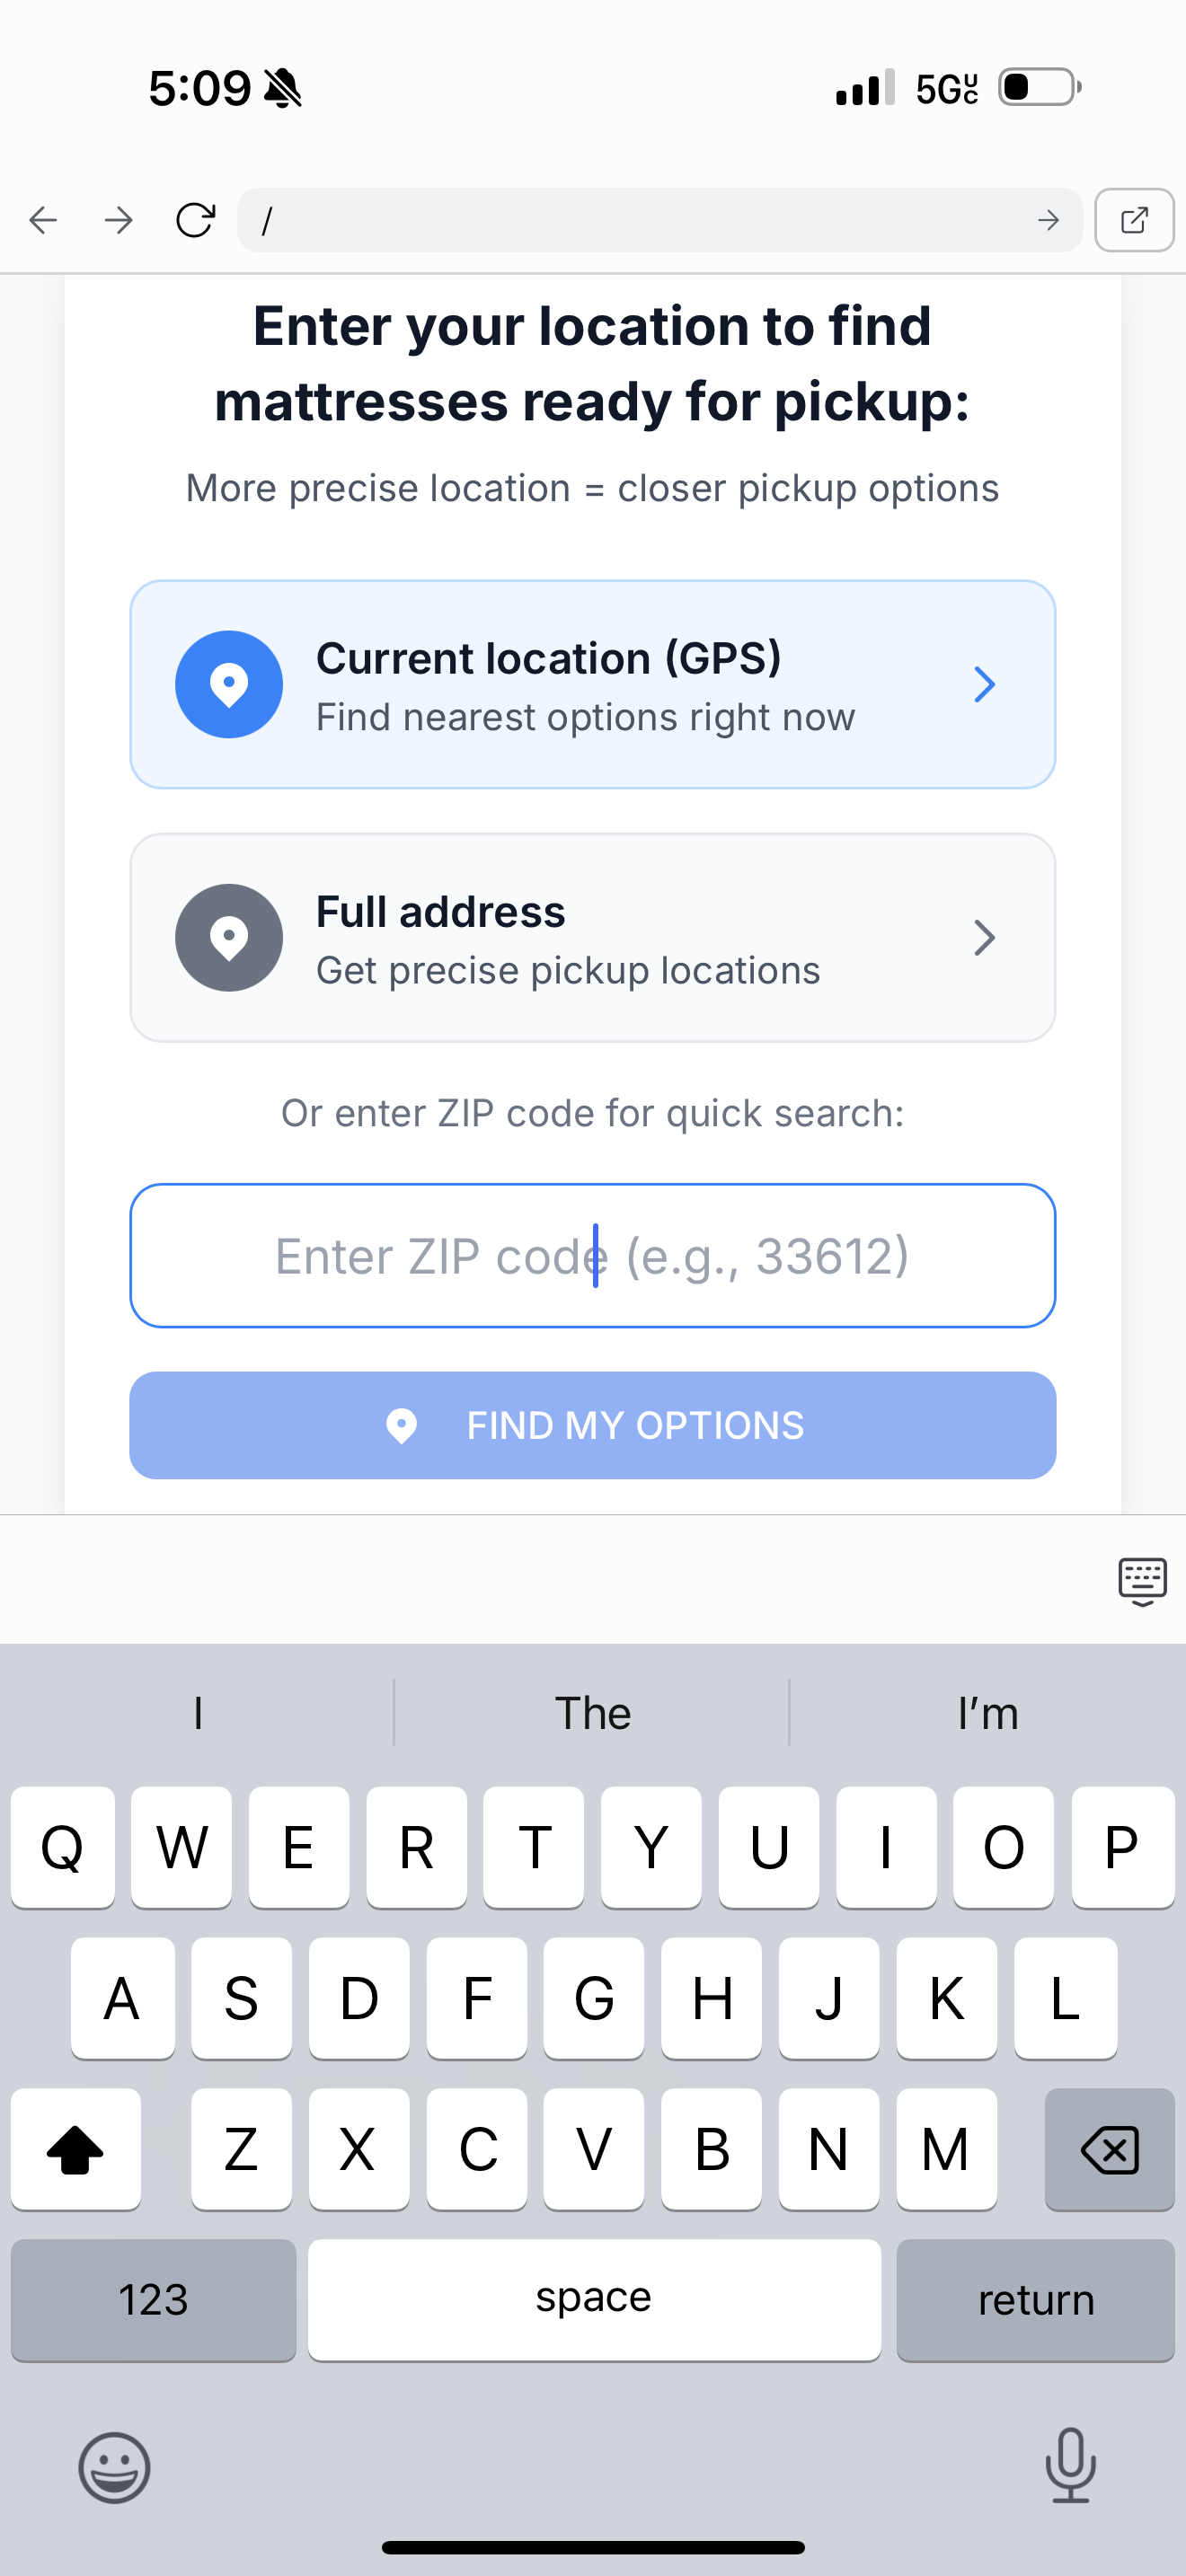 5:09
5G UC
/
Enter your location to find
mattresses ready for pickup:
More precise location = closer pickup options
Current location (GPS)
Find nearest options right now
Full address
Get precise pickup locations
Or enter ZIP code for quick search:
Enter ZIP code (e.g., 33612)
FIND MY OPTIONS
I The I’m
Q W E R T Y U I O P
A S D F G H J K L
Z X C V B N M
123 space return